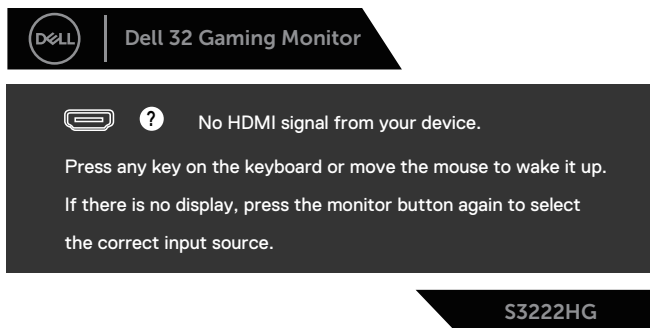 DELL
Dell 32 Gaming Monitor
? No HDMI signal from your device.
Press any key on the keyboard or move the mouse to wake it up.
If there is no display, press the monitor button again to select
the correct input source.
S3222HG